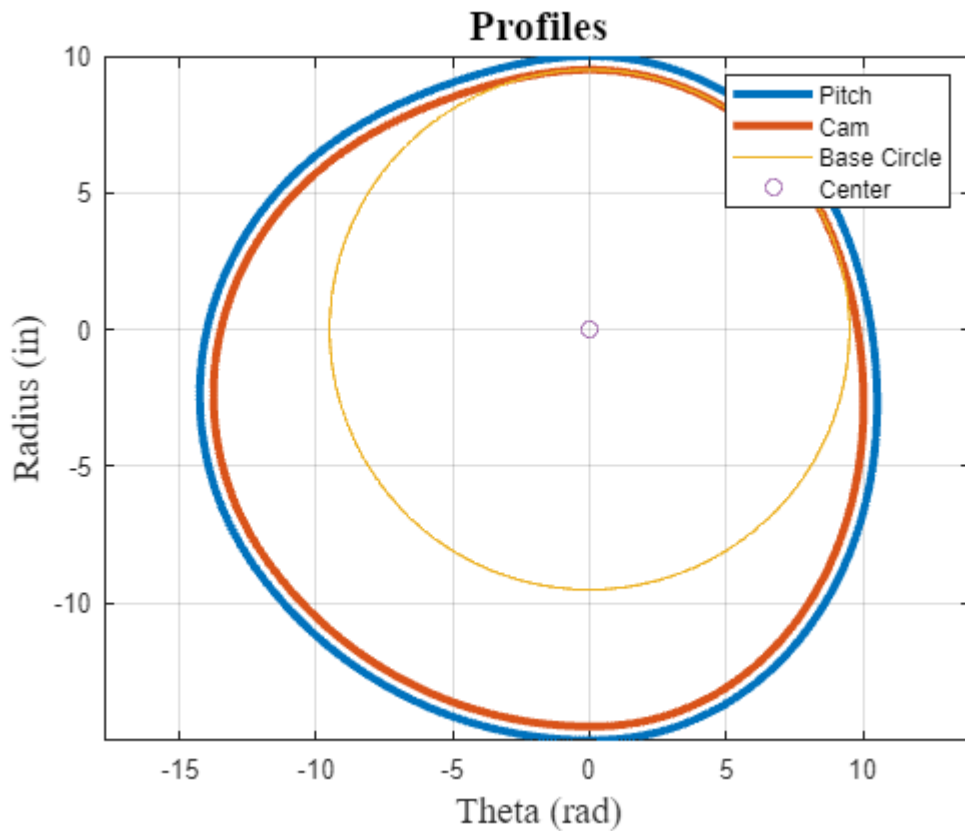 Profiles
Pitch
Cam
Base Circle
Center
10
5
0
-5
-10
Radius (in)
-15
-10
-5
0
5
10
Theta (rad)